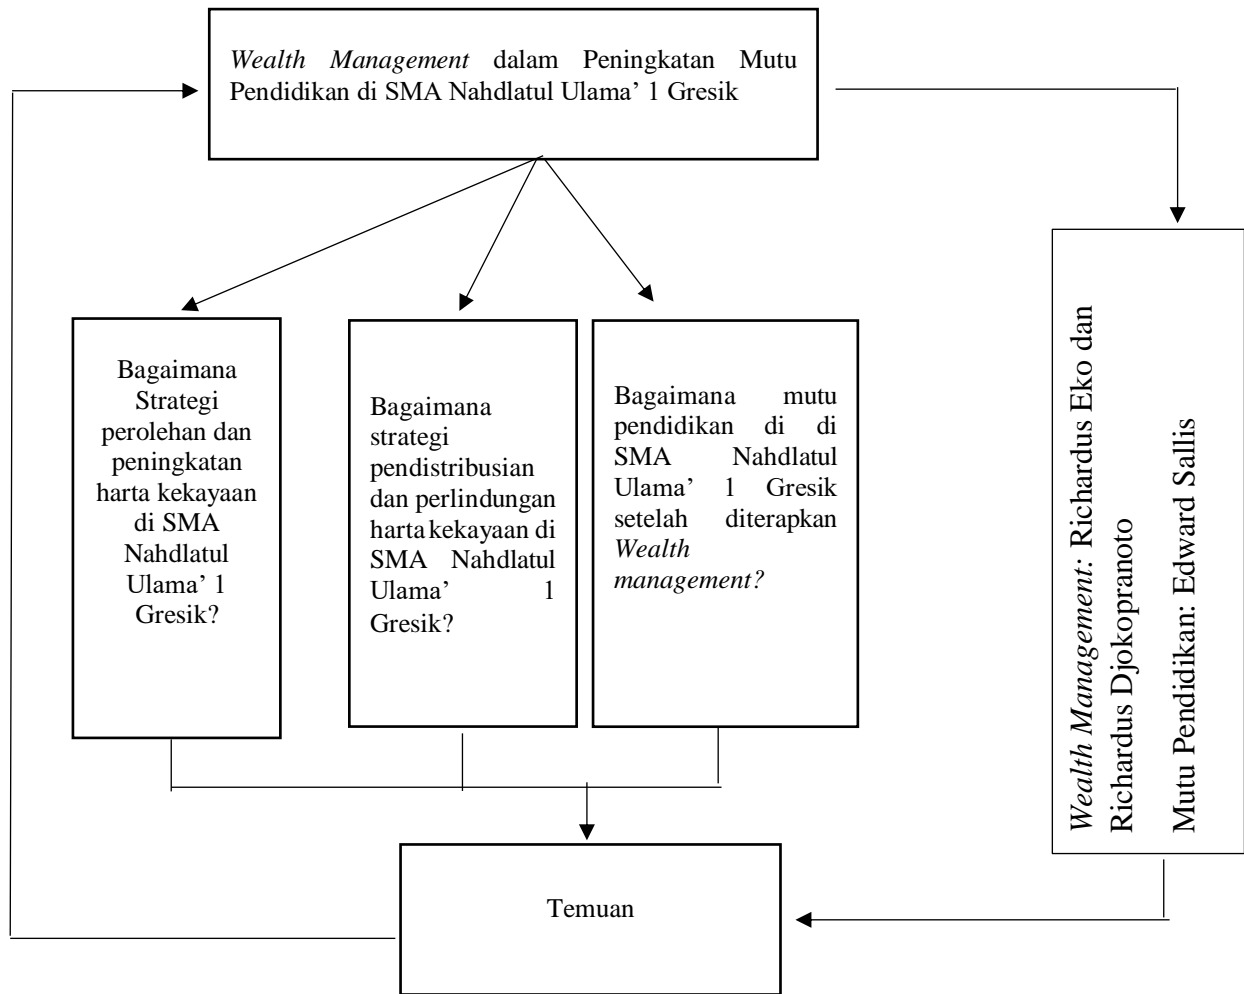 Wealth Management dalam Peningkatan Mutu
Pendidikan di SMA Nahdlatul Ulama’ 1 Gresik
Bagaimana
Strategi
perolehan dan
peningkatan
harta kekayaan
di SMA
Nahdlatul
Ulama’ 1
Gresik?
Bagaimana
strategi
pendistribusian
dan perlindungan
harta kekayaan di
SMA Nahdlatul
Ulama’ 1
Gresik?
Bagaimana mutu
pendidikan di di
SMA Nahdlatul
Ulama’ 1 Gresik
setelah diterapkan
Wealth
management?
Wealth Management: Richardus Eko dan
Richardus Djokopranoto
Mutu Pendidikan: Edward Sallis
Temuan